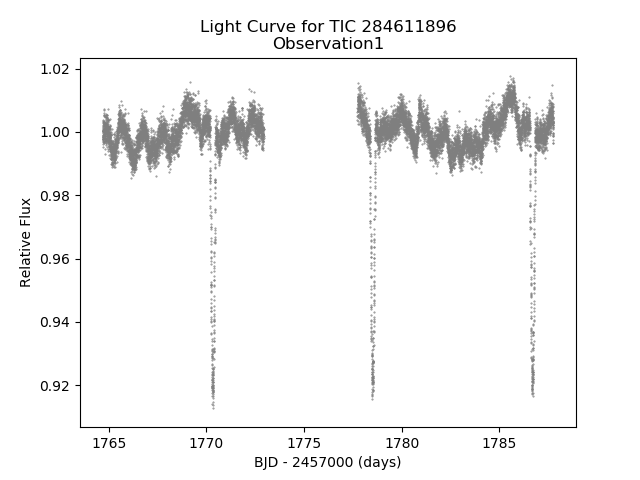 Light Curve for TIC 284611896
Observation1
1.02
1.00
0.98
0.96
0.94
0.92
Relative Flux
1765
1770
1775
1780
1785
BJD - 2457000 (days)